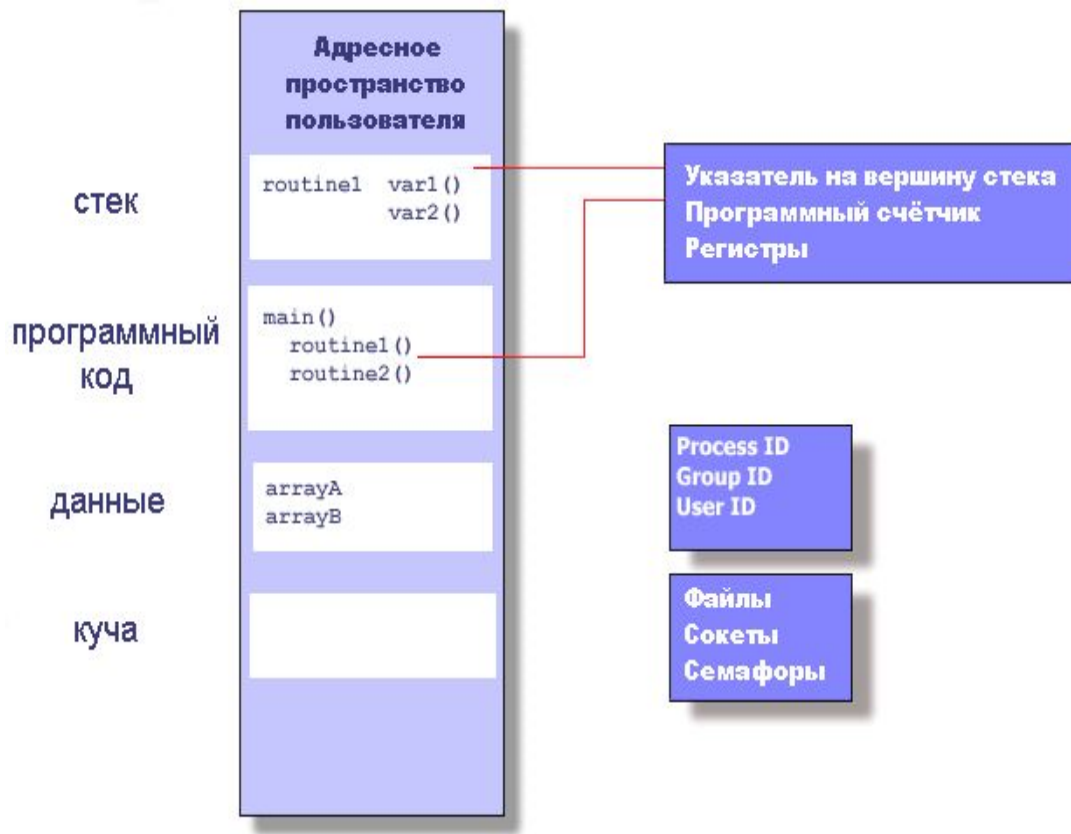 Адресное
пространство
пользователя
стек
routine1 var1()
var2()
Указатель на вершину стека
Программный счётчик
Регистры
программный
код
main()
routine1()
routine2()
данные
arrayA
arrayB
Process ID
Group ID
User ID
куча
Файлы
Сокеты
Семафоры